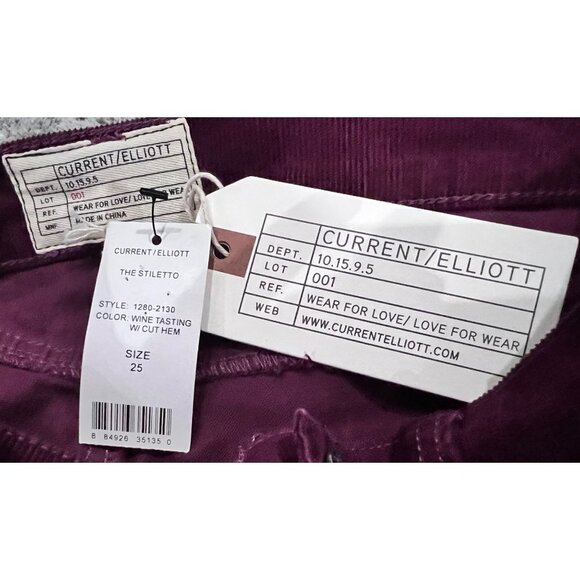 CURRENT/ELLIOTT
DEPT. 10.15.9.5
LOT 001
REF. WEAR FOR LOVE/ LOVE FOR WEA
MNF. MADE IN CHINA
CURRENT/ELLIOTT
THE STILETTO
STYLE: 1280-2130
COLOR: WINE TASTING
W/ CUT HEM
SIZE
25
8 84926 35135 0
CURRENT/ELLIOTT
DEPT. 10.15.9.5
LOT 001
REF. WEAR FOR LOVE/ LOVE FOR WEAR
WEB WWW.CURRENTELLIOTT.COM